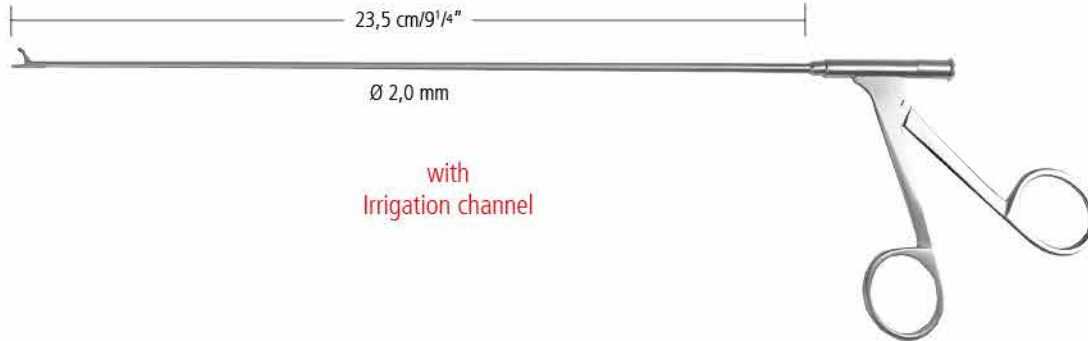 23,5 cm/9¹/⁴"
Ø 2,0 mm
with
Irrigation channel